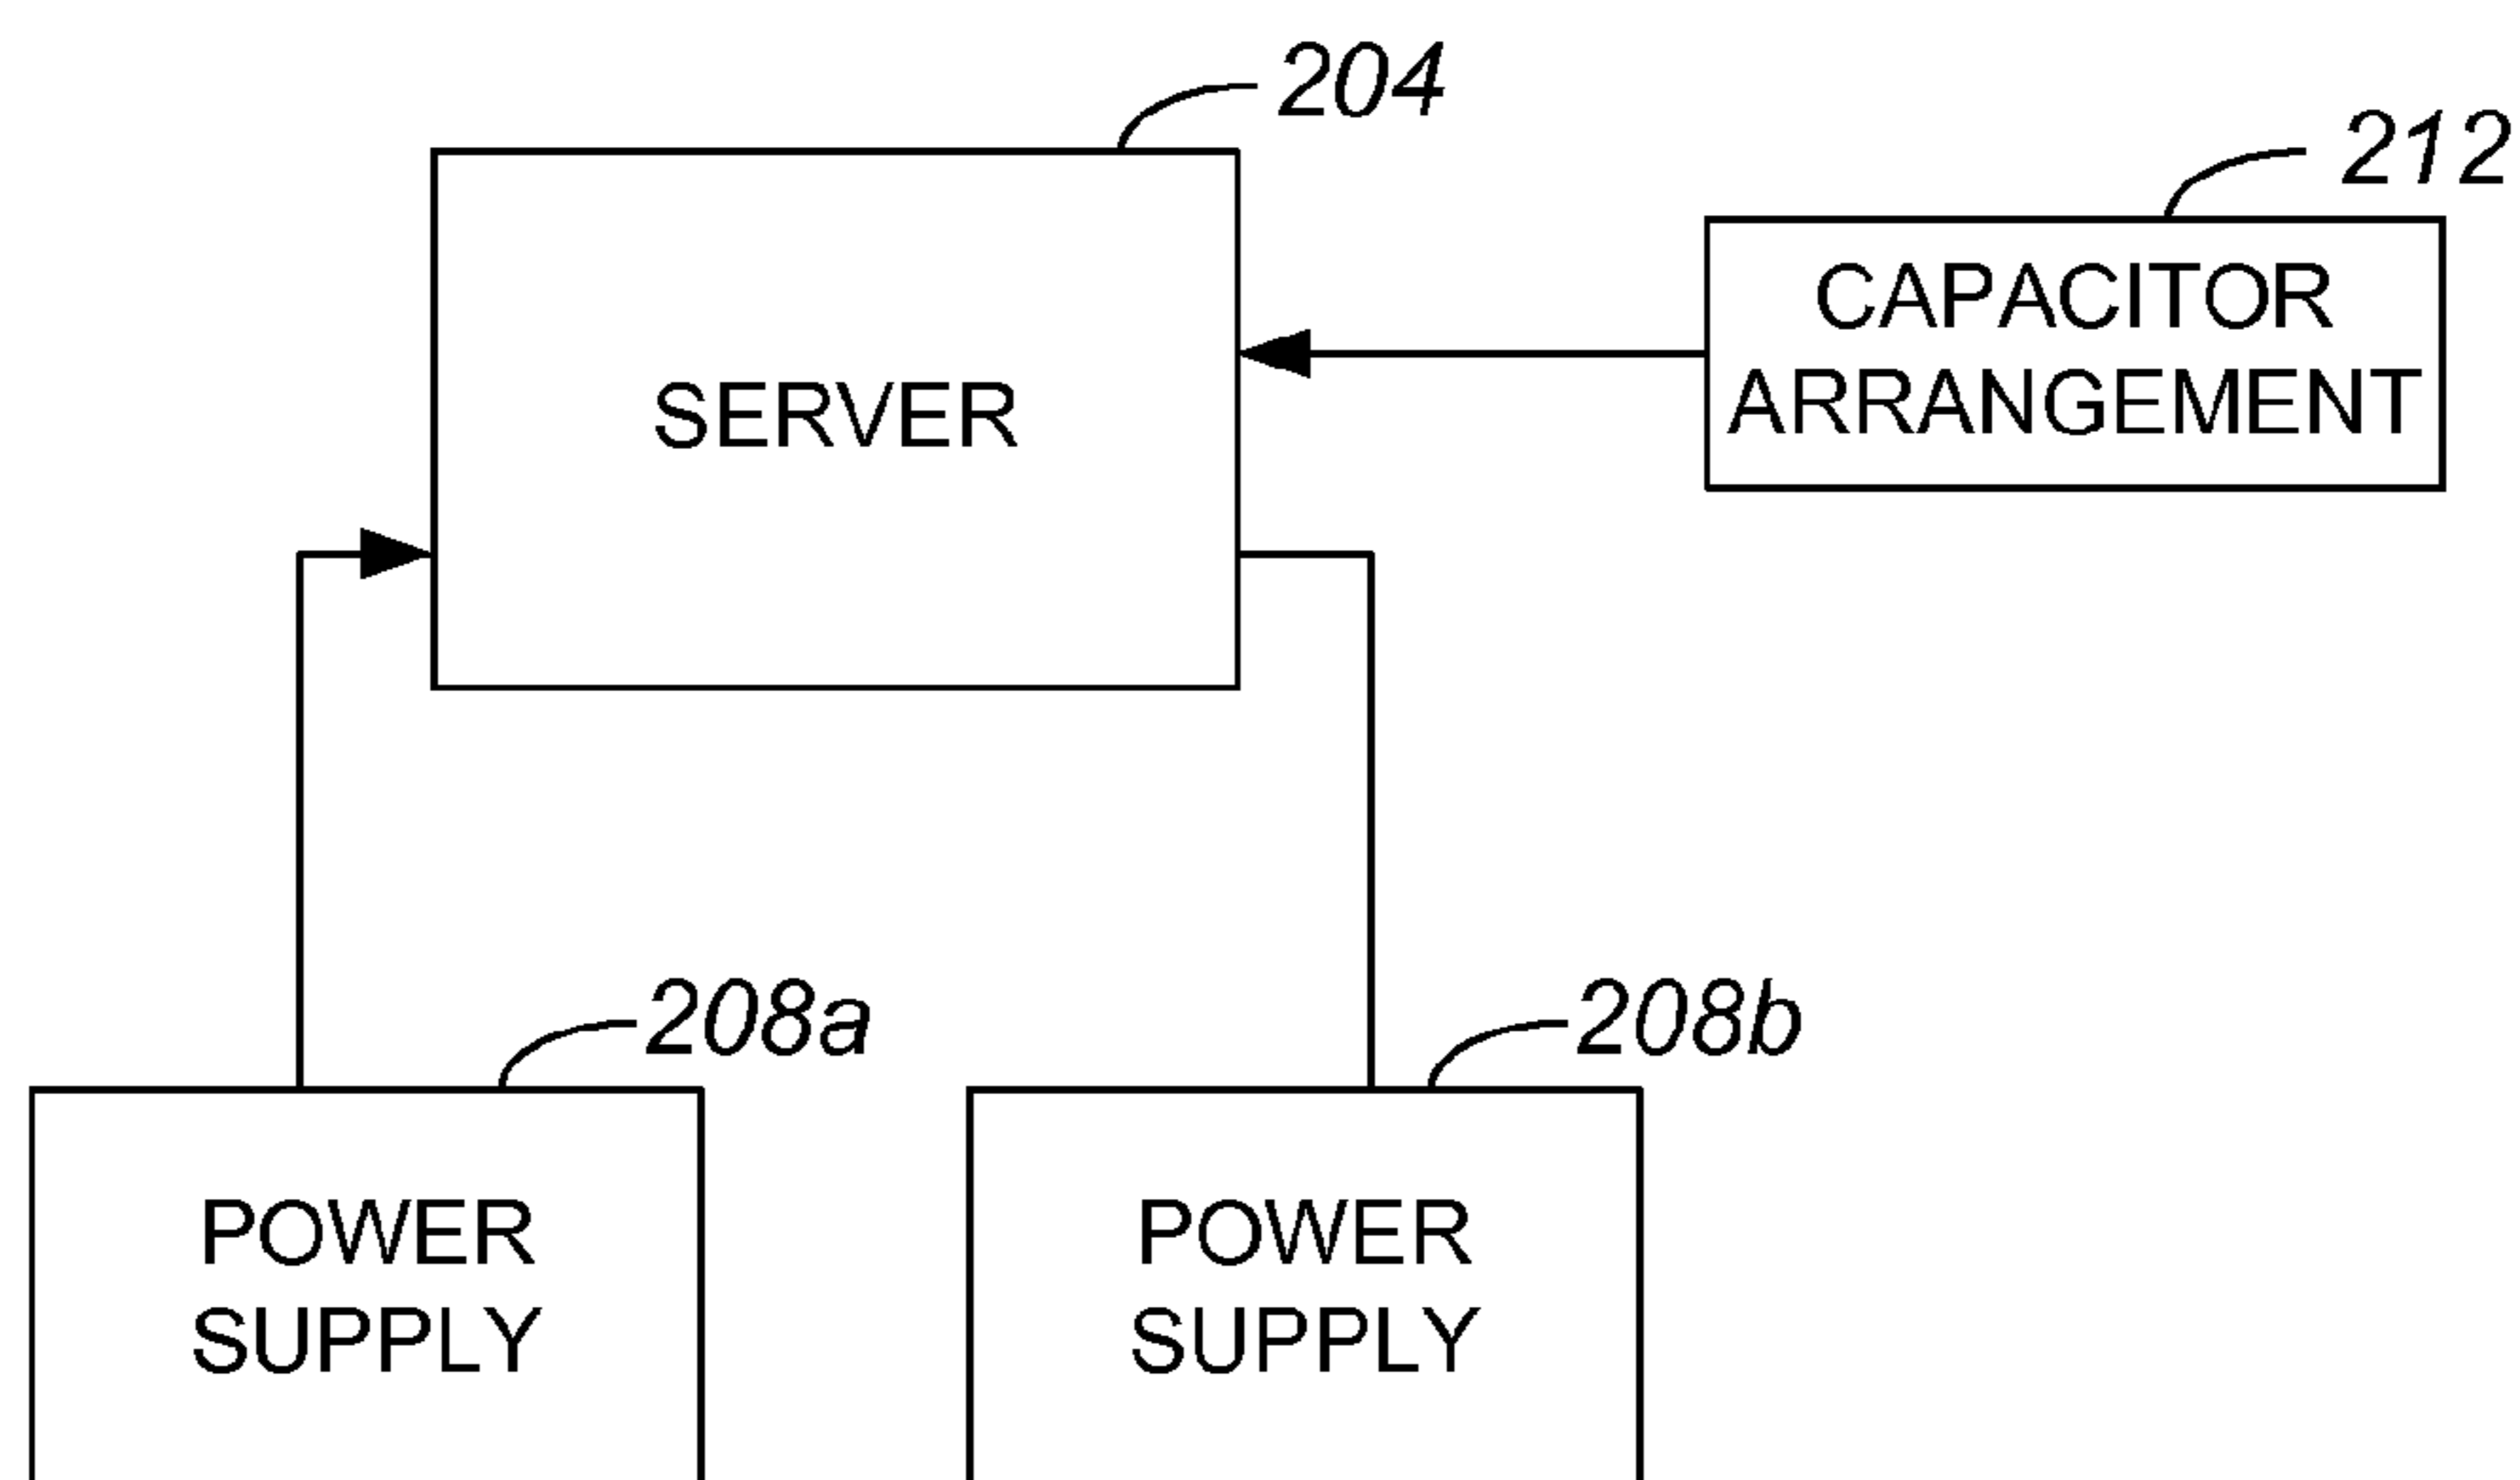 204
212
SERVER
CAPACITOR
ARRANGEMENT
208a
208b
POWER
SUPPLY
POWER
SUPPLY